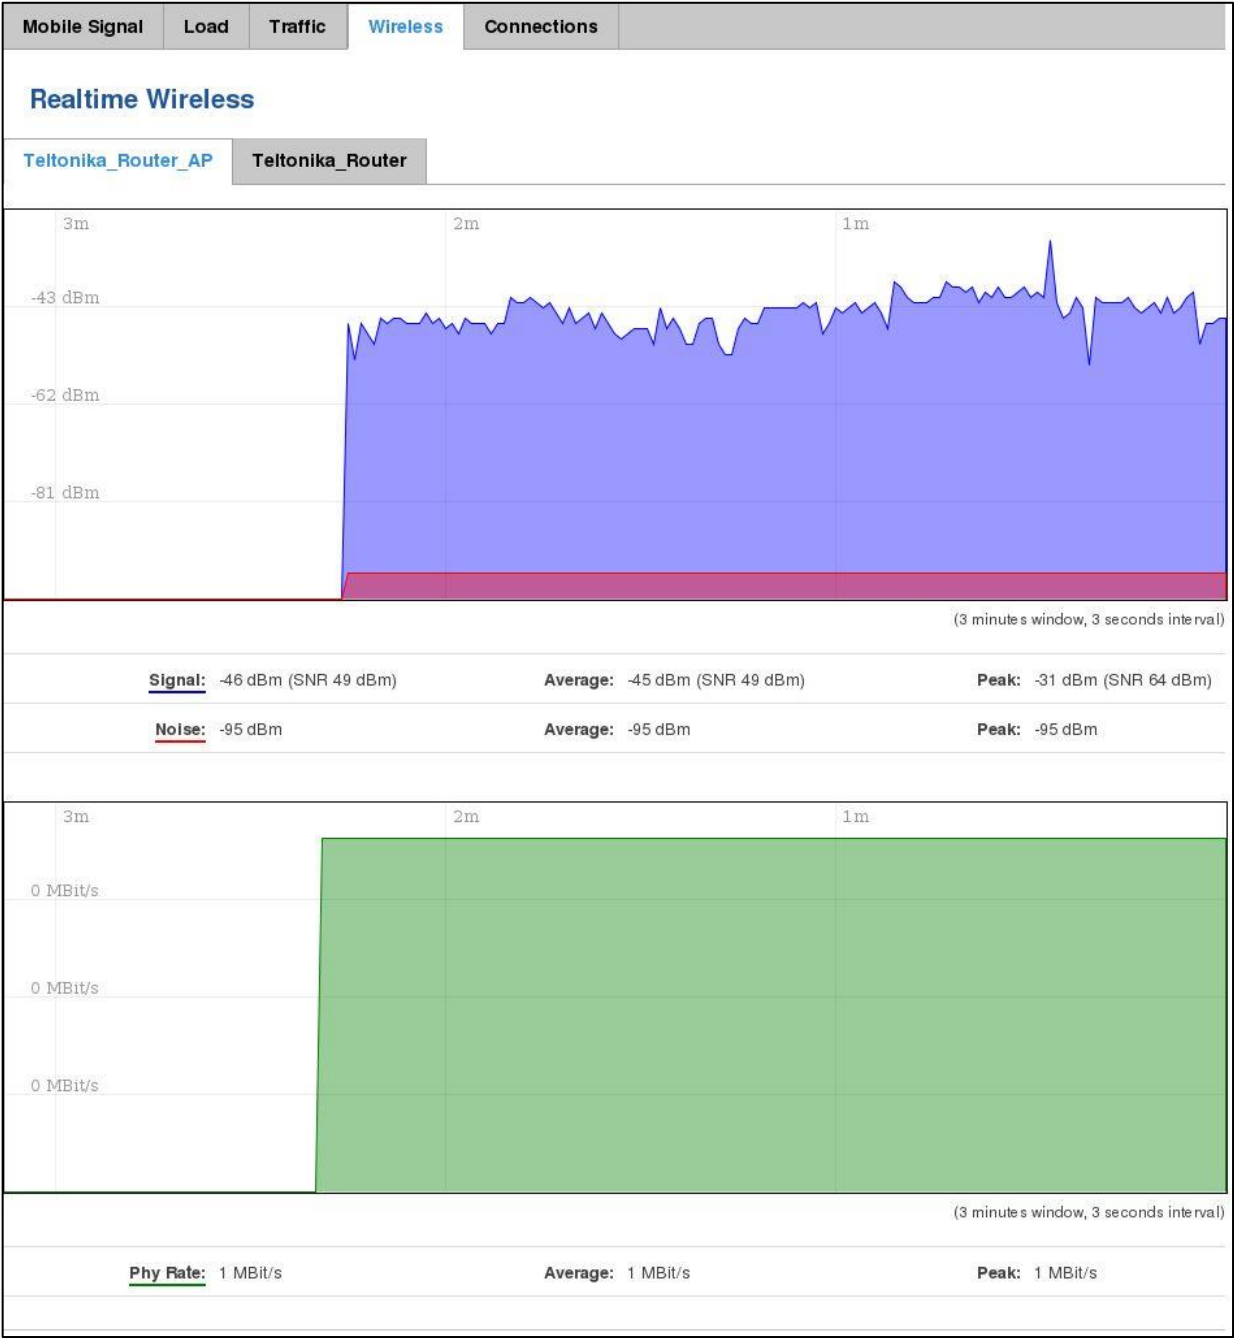 Mobile Signal Load Traffic Wireless Connections
Realtime Wireless
Teltonika_Router_AP Teltonika_Router
3m 2m 1m
-43 dBm
-62 dBm
-81 dBm
(3 minutes window, 3 seconds interval)
Signal: -46 dBm (SNR 49 dBm) Average: -45 dBm (SNR 49 dBm) Peak: -31 dBm (SNR 64 dBm)
Noise: -95 dBm Average: -95 dBm Peak: -95 dBm
3m 2m 1m
0 MBit/s
0 MBit/s
0 MBit/s
(3 minutes window, 3 seconds interval)
Phy Rate: 1 MBit/s Average: 1 MBit/s Peak: 1 MBit/s